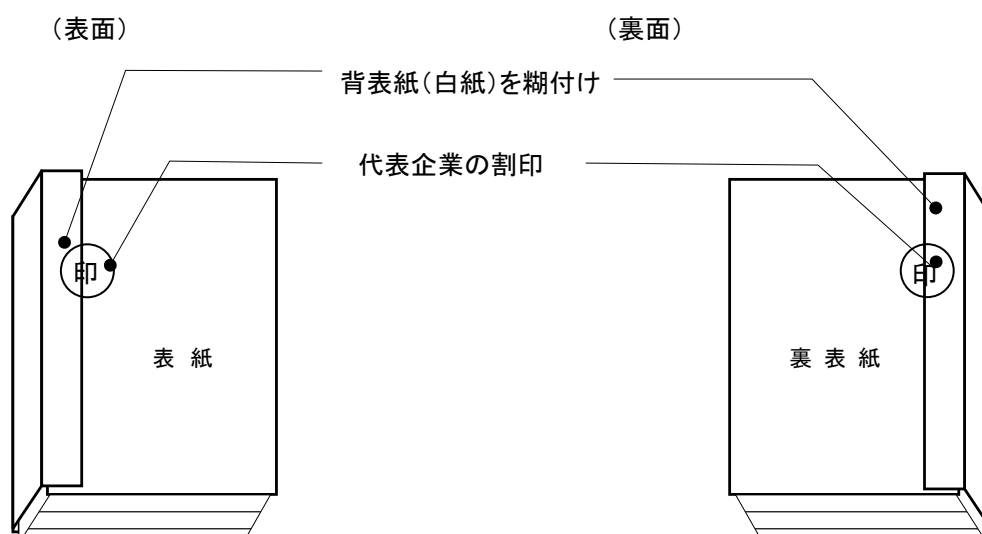 （表面）
（裏面）
背表紙（白紙）を糊付け
代表企業の割印
印
印
表 紙
裏 表 紙